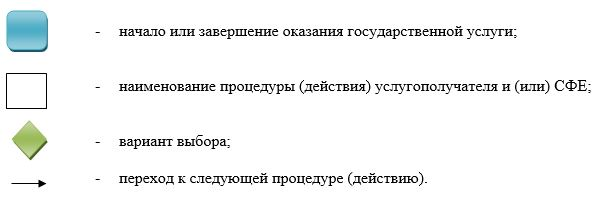 - начало или завершение оказания государственной услуги;
- наименование процедуры (действия) услугополучателя и (или) СФЕ;
- вариант выбора;
- переход к следующей процедуре (действию).